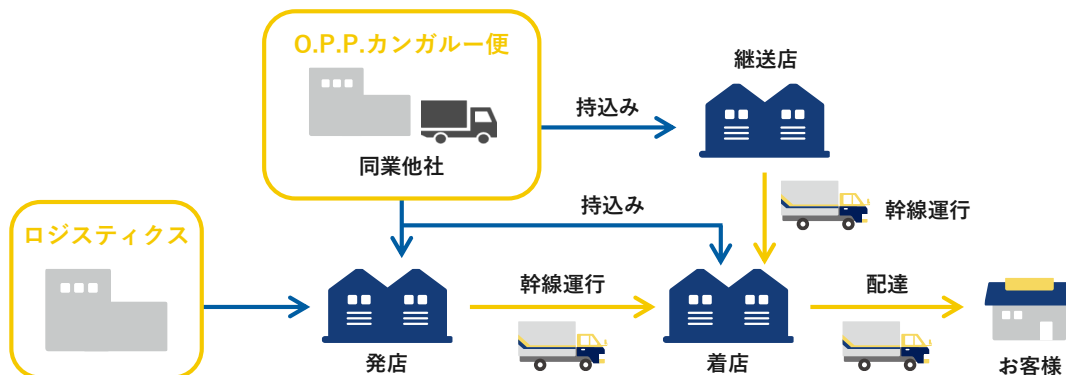 O.P.P.カンガルー便
同業他社
持込み
継送店
ロジスティクス
持込み
幹線運行
発店
幹線運行
着店
配達
お客様